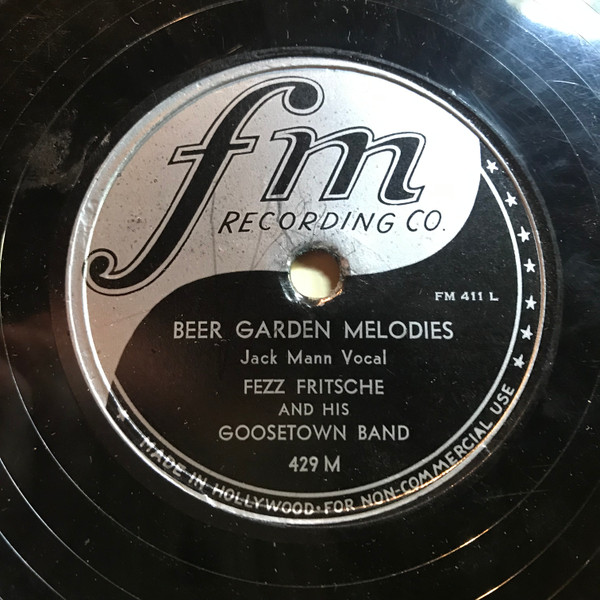 fm
RECORDING CO.
FM 411 L
BEER GARDEN MELODIES
Jack Mann Vocal
FEZZ FRITSCHE
AND HIS
GOOSETOWN BAND
429 M
MADE IN HOLLYWOOD • FOR NON-COMMERCIAL USE